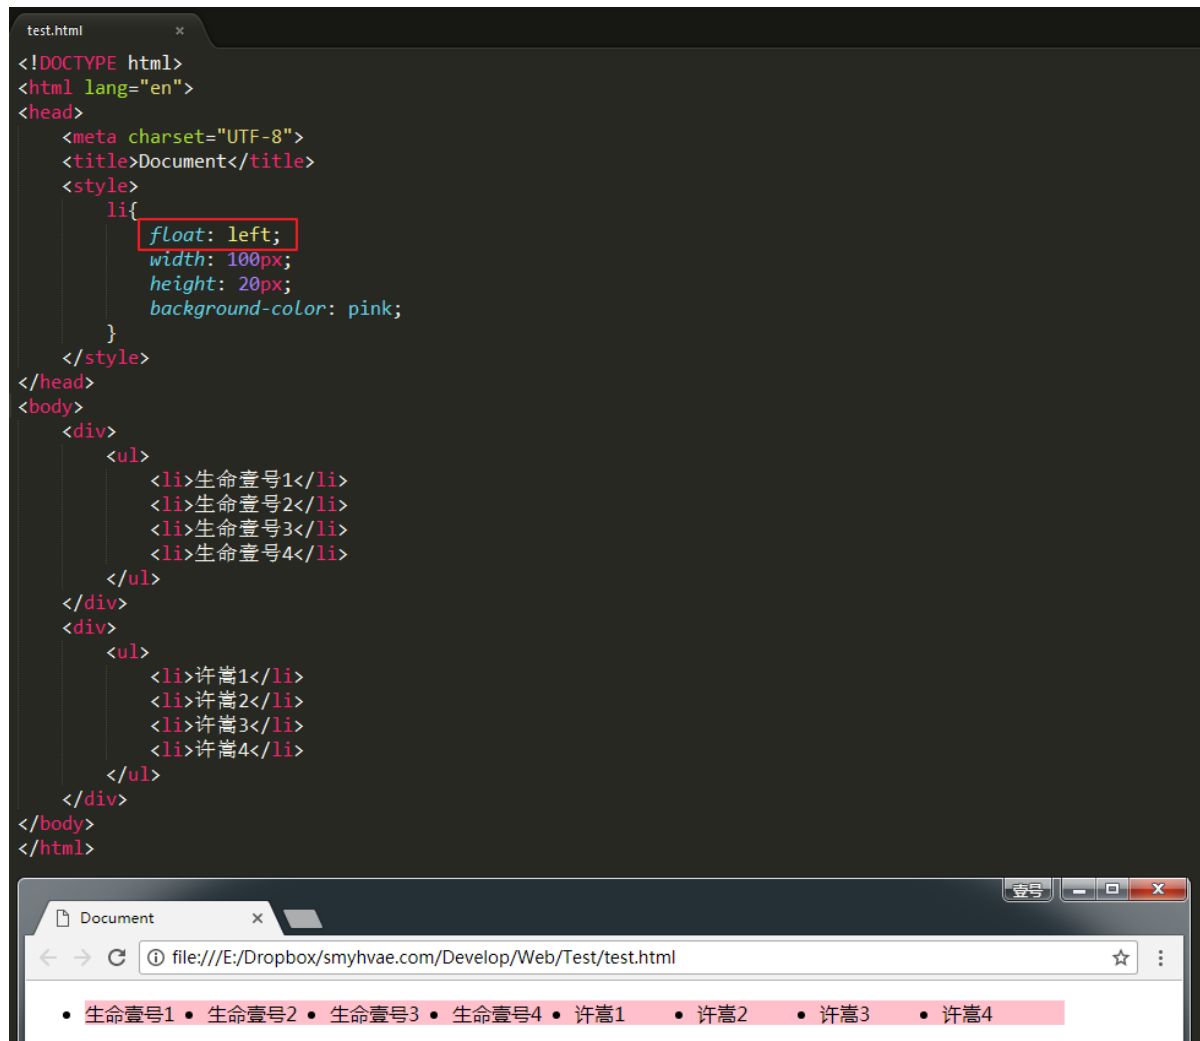 test.html ×
<!DOCTYPE html>
<html lang="en">
<head>
    <meta charset="UTF-8">
    <title>Document</title>
    <style>
        li{
            float: left;
            width: 100px;
            height: 20px;
            background-color: pink;
        }
    </style>
</head>
<body>
    <div>
        <ul>
            <li>生命壹号1</li>
            <li>生命壹号2</li>
            <li>生命壹号3</li>
            <li>生命壹号4</li>
        </ul>
    </div>
    <div>
        <ul>
            <li>许嵩1</li>
            <li>许嵩2</li>
            <li>许嵩3</li>
            <li>许嵩4</li>
        </ul>
    </div>
</body>
</html>
壹号
Document ×
file:///E:/Dropbox/smyhvae.com/Develop/Web/Test/test.html
• 生命壹号1 • 生命壹号2 • 生命壹号3 • 生命壹号4 • 许嵩1 • 许嵩2 • 许嵩3 • 许嵩4